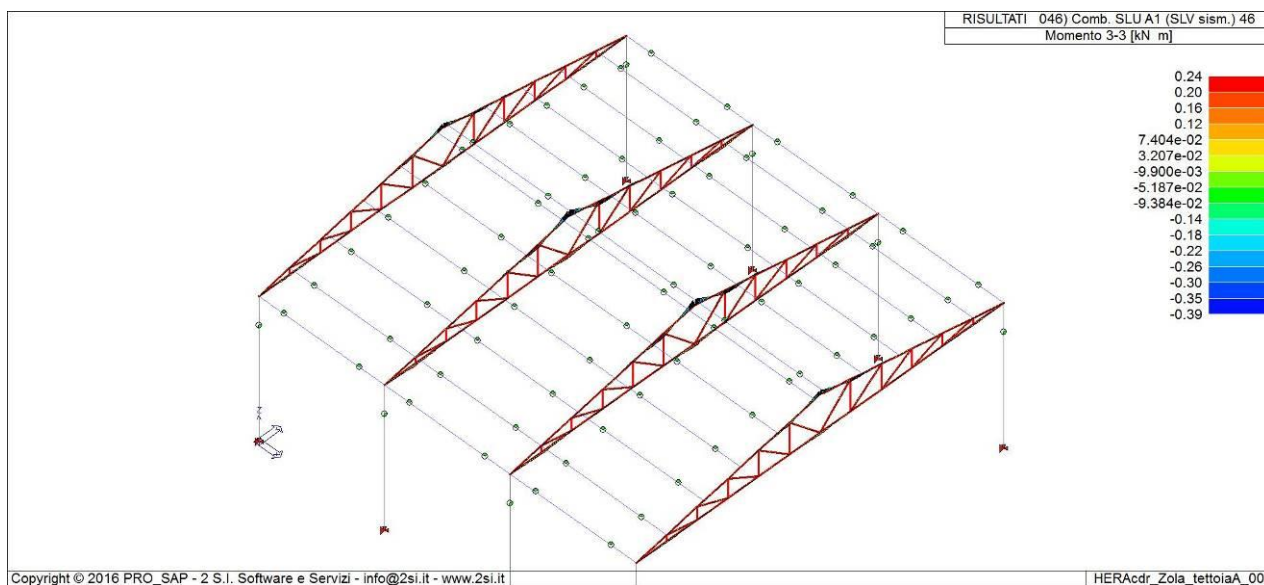 RISULTATI 046) Comb. SLU A1 (SLV sism.) 46
Momento 3-3 [kN m]
0.24
0.20
0.16
0.12
7.404e-02
3.207e-02
-9.900e-03
-5.187e-02
-9.384e-02
-0.14
-0.18
-0.22
-0.26
-0.30
-0.35
-0.39
Z
Copyright © 2016 PRO_SAP - 2 S.I. Software e Servizi - info@2si.it - www.2si.it
HERAcdr_Zola_tettoiaA_00